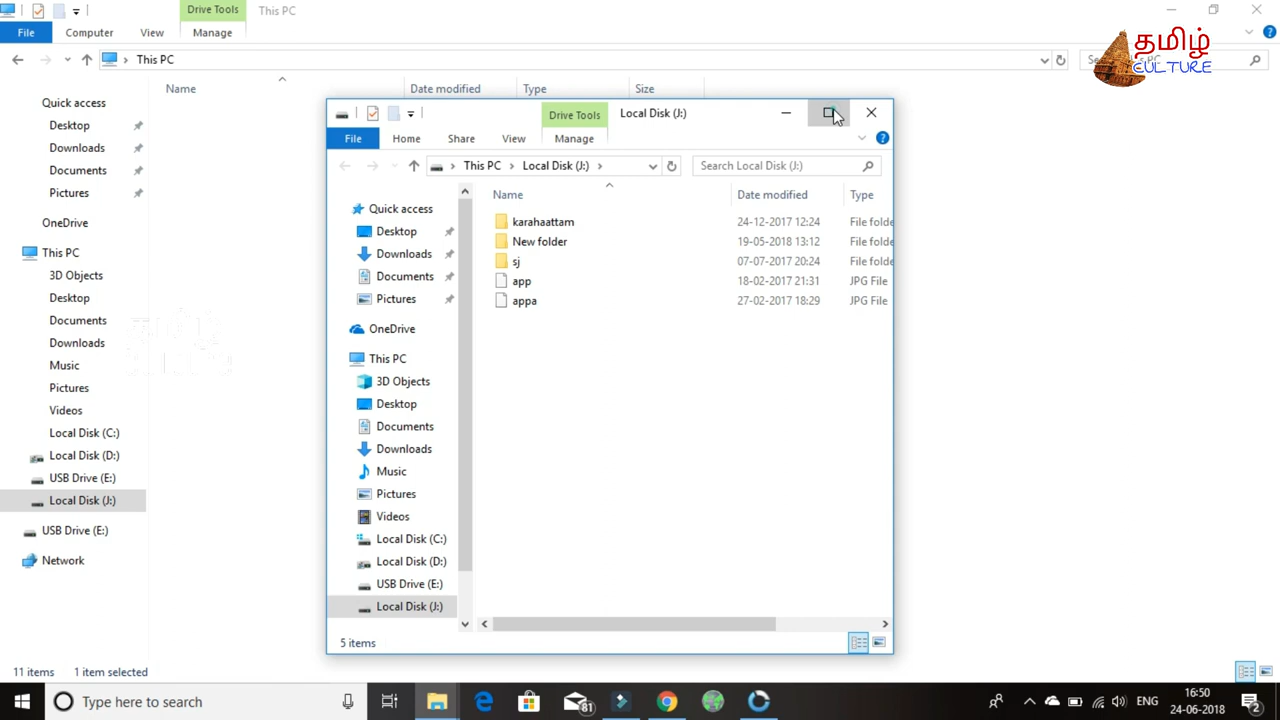 Drive Tools This PC
File Computer View Manage
This PC
தமிழ்
CULTURE
Name Date modified Type Size
Quick access
Desktop
Downloads
Documents
Pictures
OneDrive
This PC
3D Objects
Desktop
Documents
Downloads
Music
Pictures
Videos
Local Disk (C:)
Local Disk (D:)
USB Drive (E:)
Local Disk (J:)
USB Drive (E:)
Network
11 items 1 item selected
Drive Tools Local Disk (J:)
File Home Share View Manage
This PC Local Disk (J:) Search Local Disk (J:)
Name Date modified Type
karahaattam 24-12-2017 12:24 File folde
New folder 19-05-2018 13:12 File folde
sj 07-07-2017 20:24 File folde
app 18-02-2017 21:31 JPG File
appa 27-02-2017 18:29 JPG File
Quick access
Desktop
Downloads
Documents
Pictures
OneDrive
This PC
3D Objects
Desktop
Documents
Downloads
Music
Pictures
Videos
Local Disk (C:)
Local Disk (D:)
USB Drive (E:)
Local Disk (J:)
5 items
Type here to search 81 ENG 16:50
24-06-2018 2